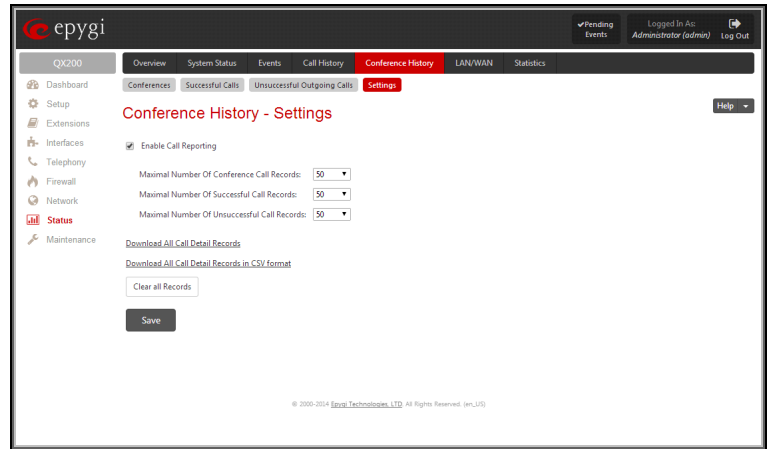 epygi
✔Pending Events
Logged In As:
Administrator (admin)
Log Out
QX200
Overview System Status Events Call History Conference History LAN/WAN Statistics
Dashboard
Setup
Extensions
Interfaces
Telephony
Firewall
Network
Status
Maintenance
Conferences Successful Calls Unsuccessful Outgoing Calls Settings
Conference History - Settings
Help
Enable Call Reporting
Maximal Number Of Conference Call Records: 50
Maximal Number Of Successful Call Records: 50
Maximal Number Of Unsuccessful Call Records: 50
Download All Call Detail Records
Download All Call Detail Records in CSV format
Clear all Records
Save
© 2000-2014 Epygi Technologies, LTD. All Rights Reserved. (en_US)